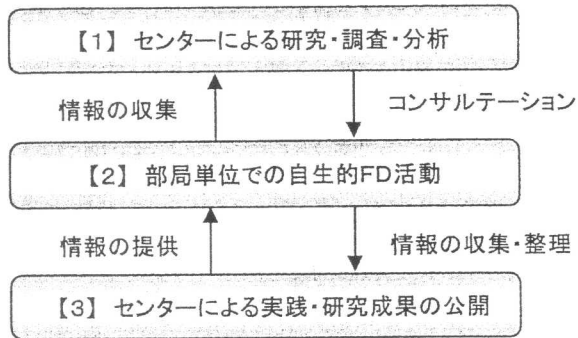 【1】 センターによる研究・調査・分析
情報の収集
コンサルテーション
【2】 部局単位での自生的FD活動
情報の提供
情報の収集・整理
【3】 センターによる実践・研究成果の公開